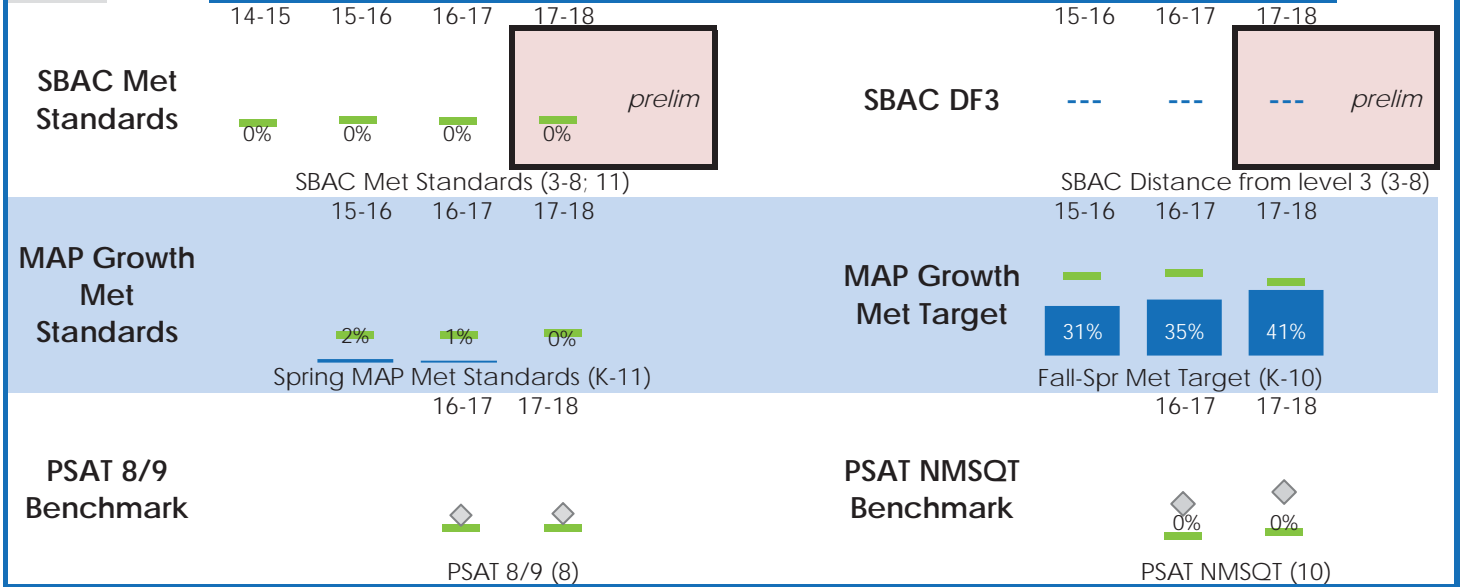 14-15 15-16 16-17 17-18
SBAC Met
Standards
prelim
0% 0% 0% 0%
SBAC Met Standards (3-8; 11)
15-16 16-17 17-18
SBAC DF3
--- --- --- prelim
SBAC Distance from level 3 (3-8)
15-16 16-17 17-18
MAP Growth
Met
Standards
2% 1% 0%
Spring MAP Met Standards (K-11)
15-16 16-17 17-18
MAP Growth
Met Target
31% 35% 41%
Fall-Spr Met Target (K-10)
16-17 17-18
PSAT 8/9
Benchmark
PSAT 8/9 (8)
16-17 17-18
PSAT NMSQT
Benchmark
0% 0%
PSAT NMSQT (10)